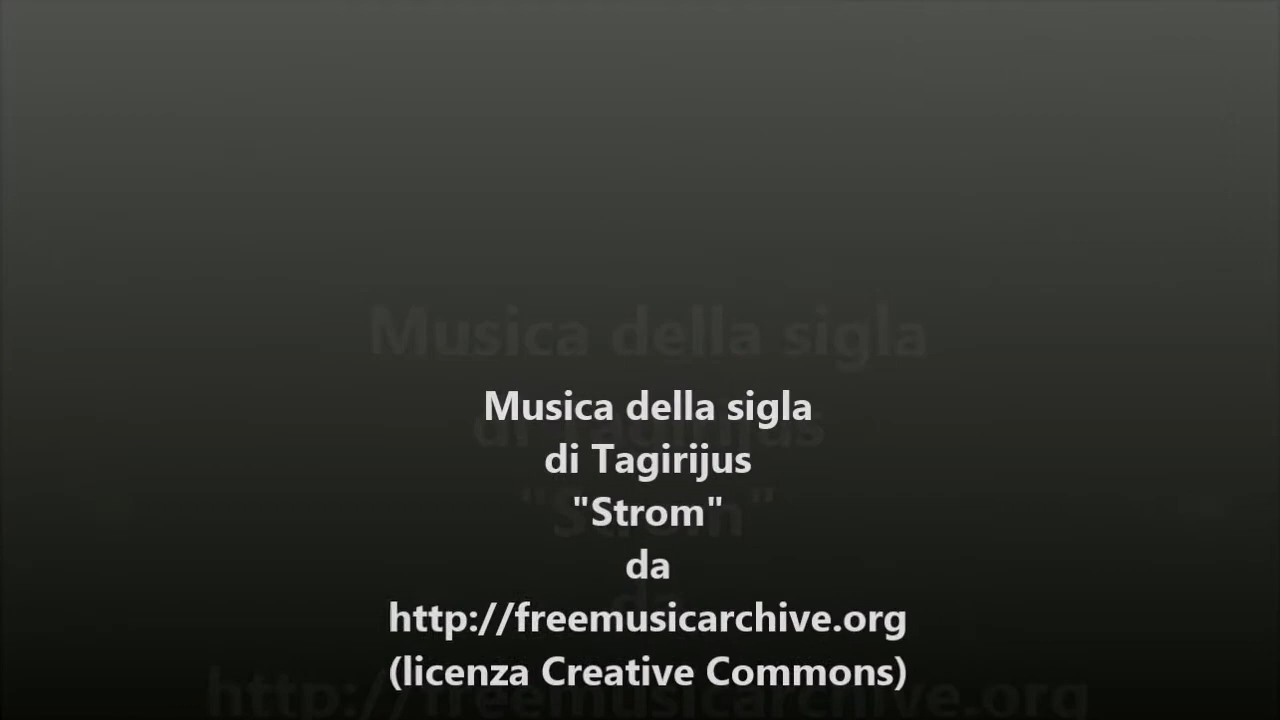 Musica della sigla
di Tagirijus
"Strom"
da
http://freemusicarchive.org
(licenza Creative Commons)